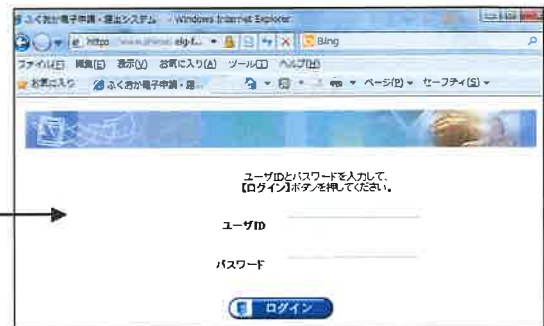 ふくおか電子申請・届出システム - Windows Internet Explorer
https
elg-f...
Bing
ファイル(F) 編集(E) 表示(V) お気に入り(A) ツール(T) ヘルプ(H)
お気に入り ふくおか電子申請・届... ページ(P) セーフティ(S)
ユーザIDとパスワードを入力して、
【ログイン】ボタンを押してください。
ユーザID
パスワード
ログイン